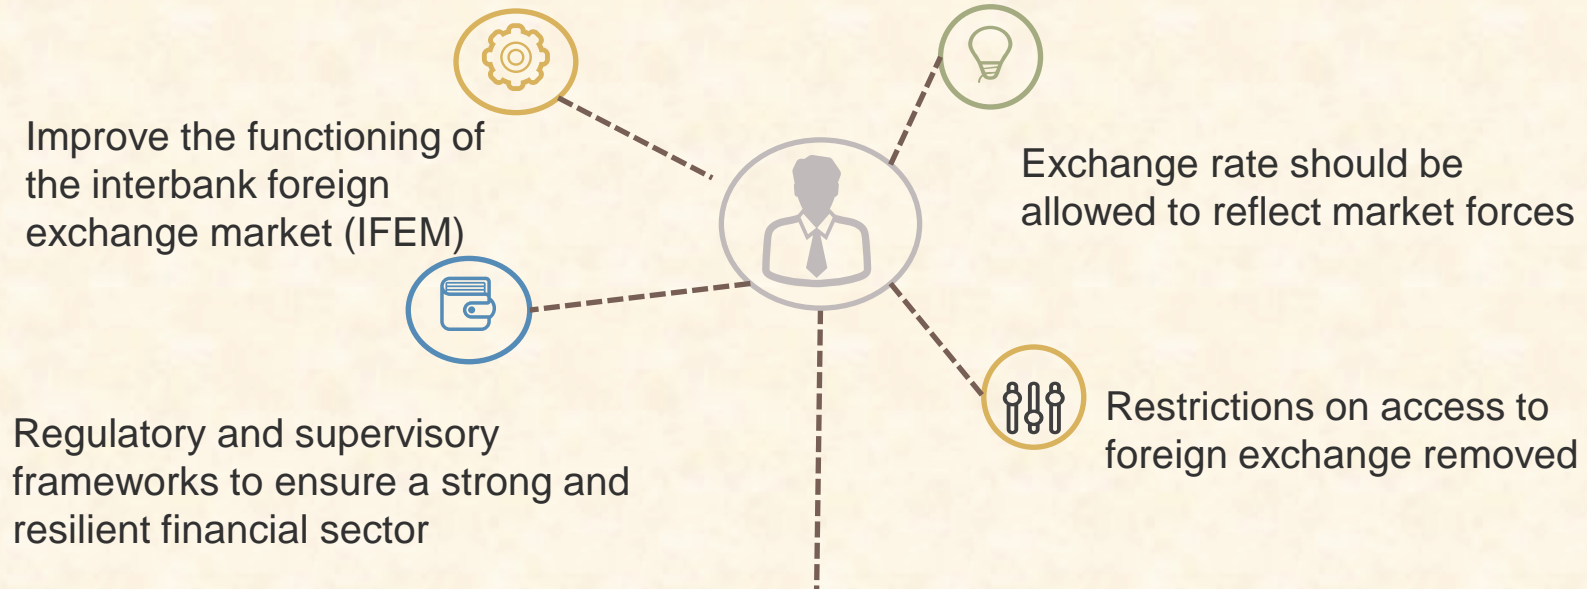 Improve the functioning of
the interbank foreign
exchange market (IFEM)
Exchange rate should be
allowed to reflect market forces
Regulatory and supervisory
frameworks to ensure a strong and
resilient financial sector
Restrictions on access to
foreign exchange removed